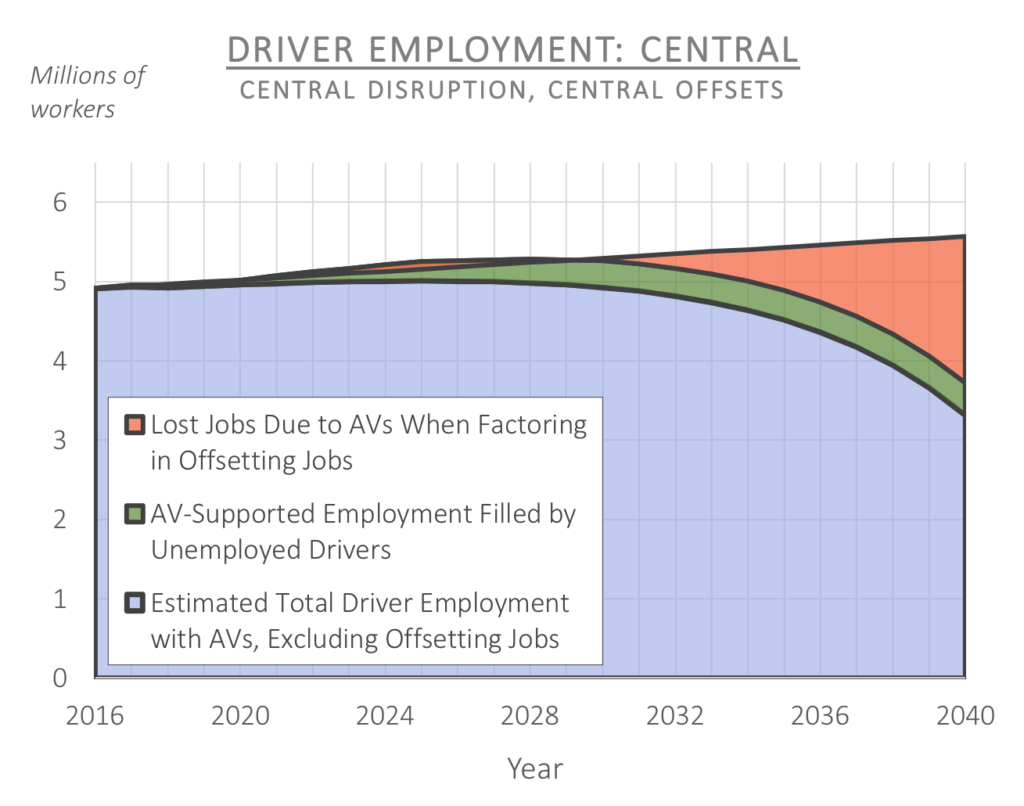 DRIVER EMPLOYMENT: CENTRAL
CENTRAL DISRUPTION, CENTRAL OFFSETS
Millions of
workers
6
5
4
3
2
1
0
Lost Jobs Due to AVs When Factoring
in Offsetting Jobs
AV-Supported Employment Filled by
Unemployed Drivers
Estimated Total Driver Employment
with AVs, Excluding Offsetting Jobs
2016 2020 2024 2028 2032 2036 2040
Year